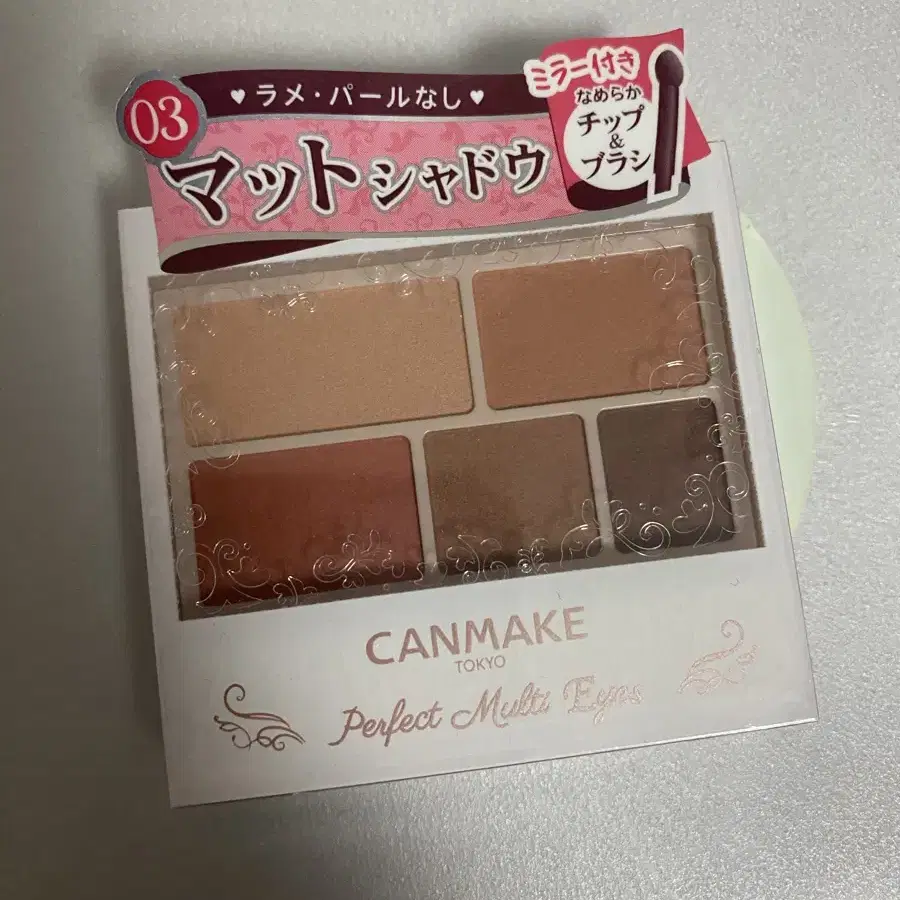 03
♥ラメ・パールなし♥
マットシャドウ
ミラー付き
なめらか
チップ
&
ブラシ
CANMAKE
TOKYO
Perfect Multi Eyes